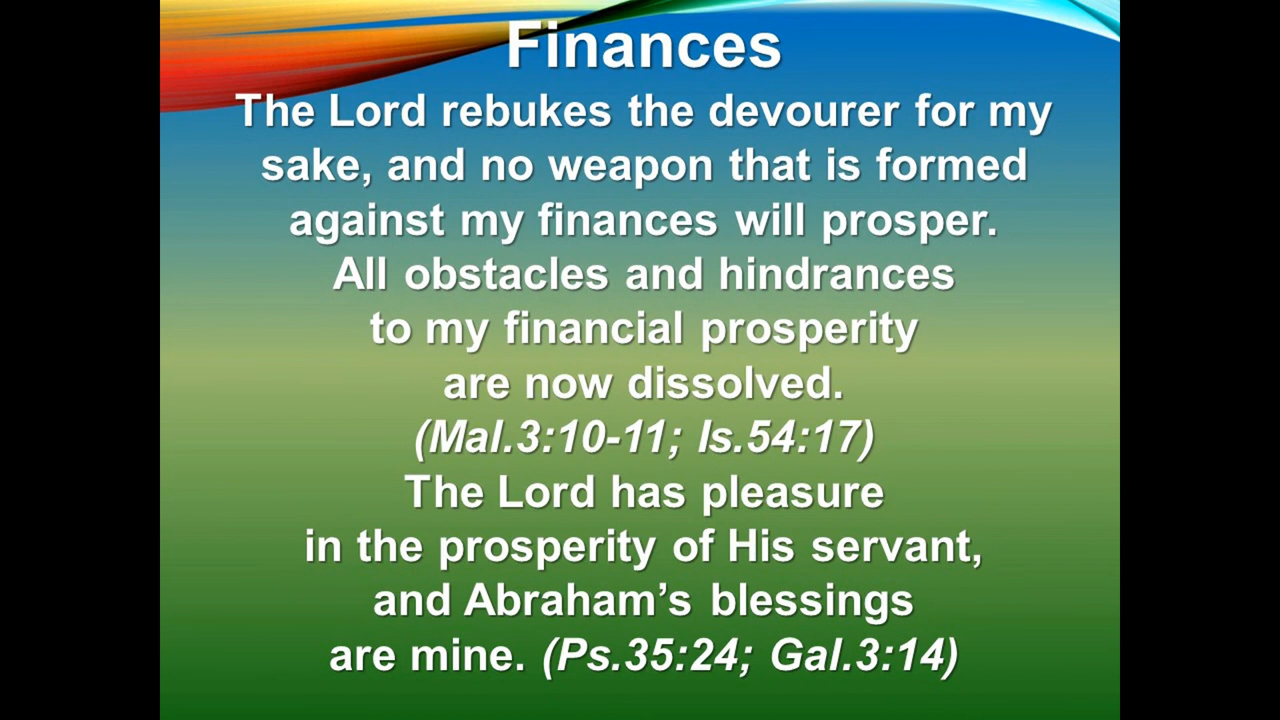 Finances
The Lord rebukes the devourer for my
sake, and no weapon that is formed
against my finances will prosper.
All obstacles and hindrances
to my financial prosperity
are now dissolved.
(Mal.3:10-11; Is.54:17)
The Lord has pleasure
in the prosperity of His servant,
and Abraham’s blessings
are mine. (Ps.35:24; Gal.3:14)